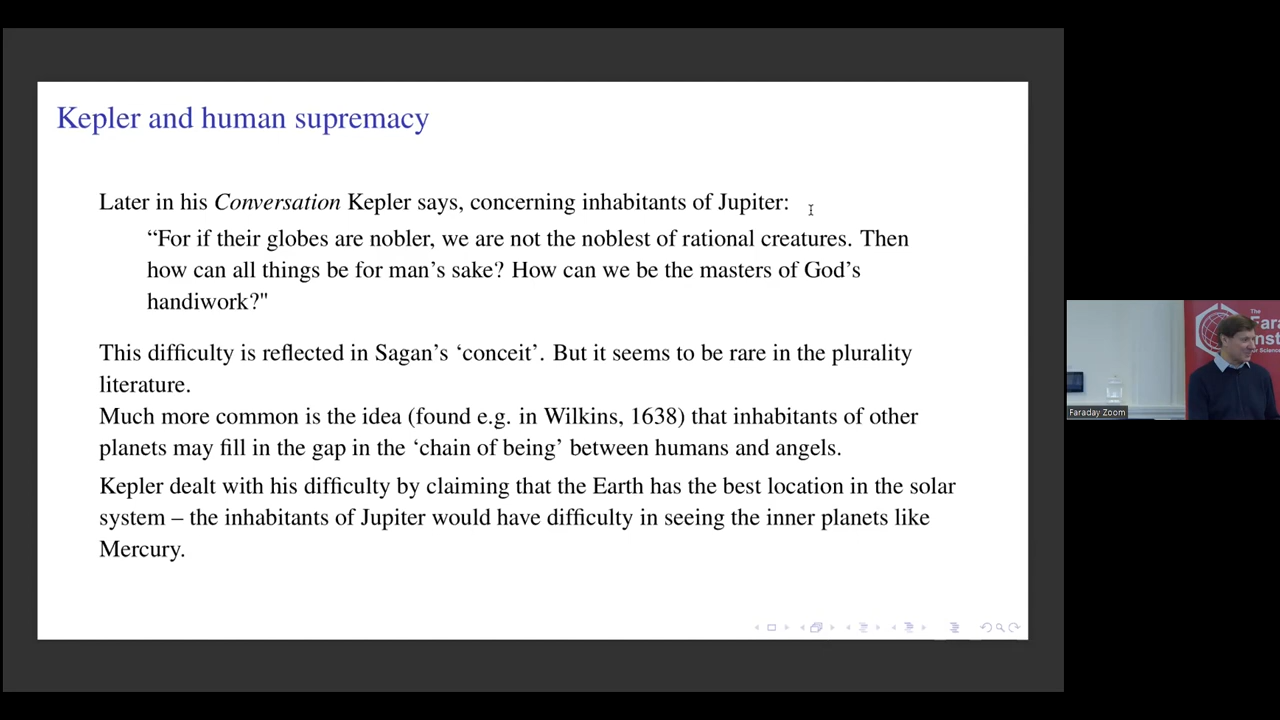 Kepler and human supremacy
Later in his Conversation Kepler says, concerning inhabitants of Jupiter:
“For if their globes are nobler, we are not the noblest of rational creatures. Then
how can all things be for man’s sake? How can we be the masters of God’s
handiwork?"
This difficulty is reflected in Sagan’s ‘conceit’. But it seems to be rare in the plurality
literature.
Much more common is the idea (found e.g. in Wilkins, 1638) that inhabitants of other
planets may fill in the gap in the ‘chain of being’ between humans and angels.
Kepler dealt with his difficulty by claiming that the Earth has the best location in the solar
system – the inhabitants of Jupiter would have difficulty in seeing the inner planets like
Mercury.
The
Fara
Inst
for Science
Faraday Zoom